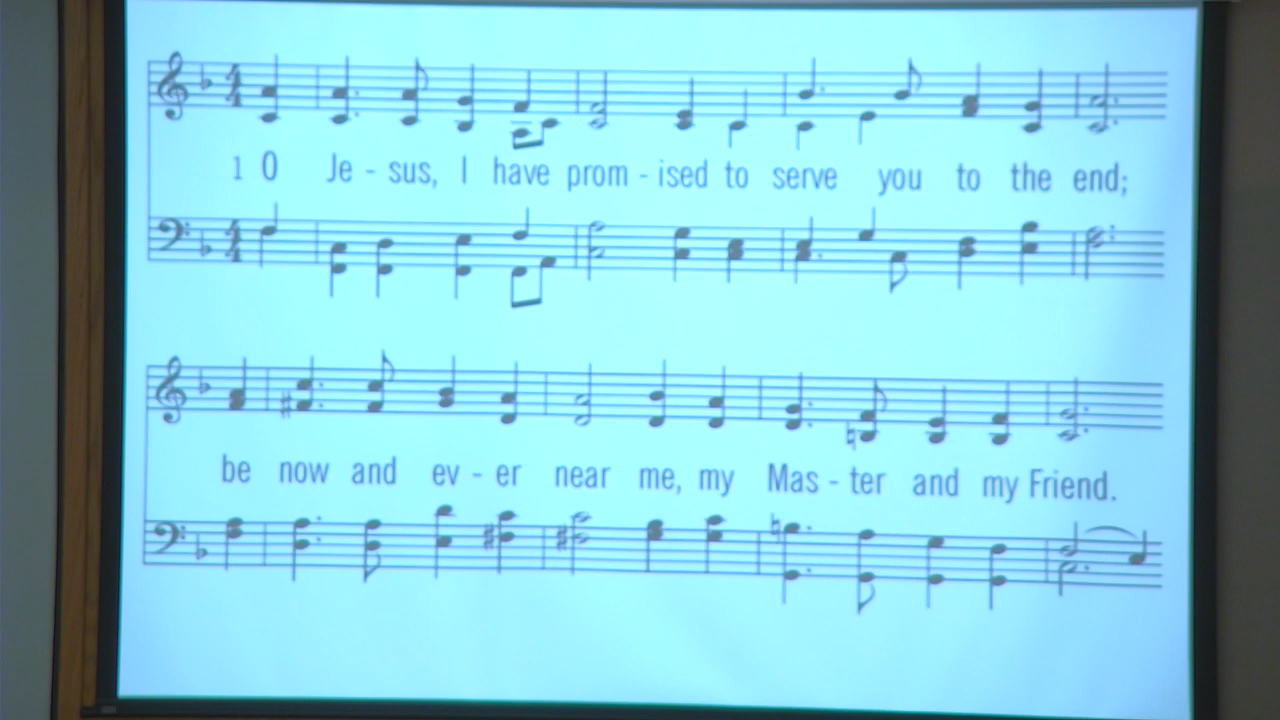 1 O Je - sus, I have prom - ised to serve you to the end;
be now and ev - er near me, my Mas - ter and my Friend.